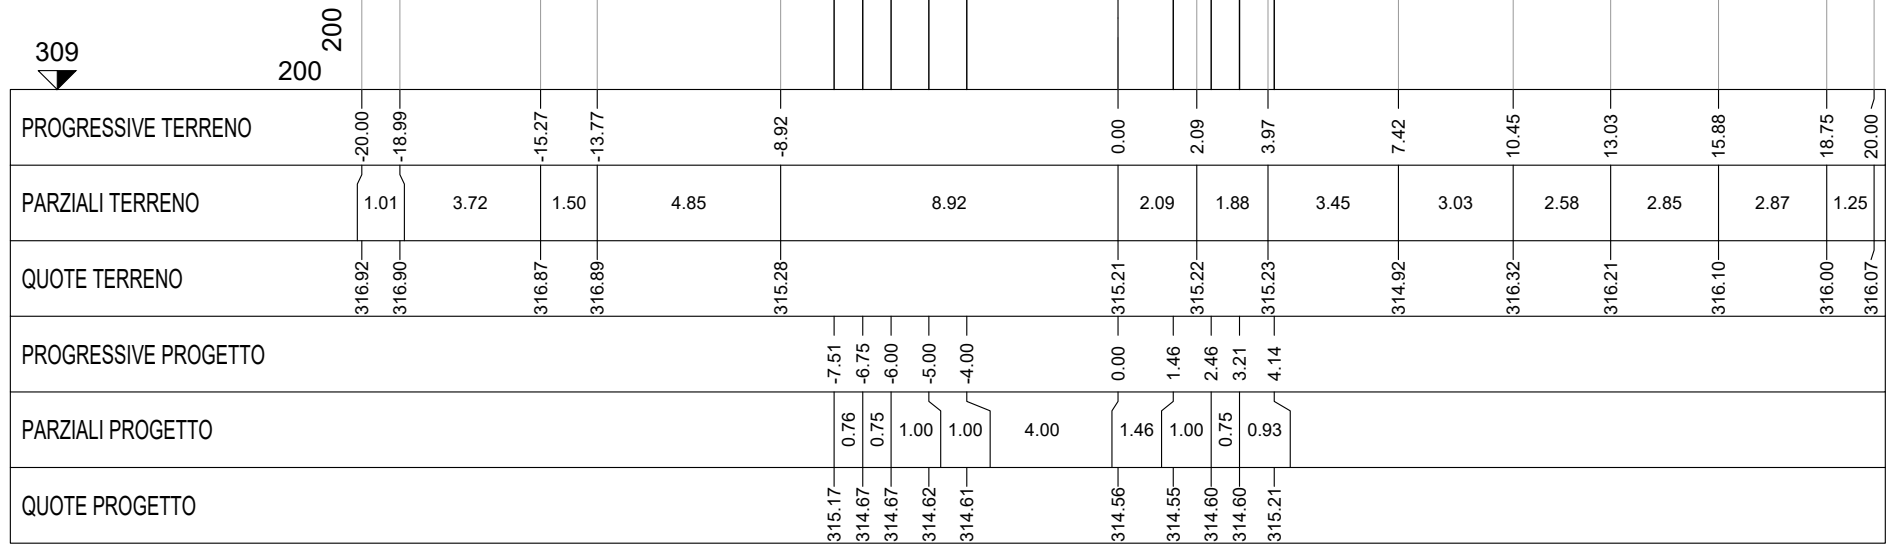 200
309
200
PROGRESSIVE TERRENO -20.00 -18.99 -15.27 -13.77 -8.92 0.00 2.09 3.97 7.42 10.45 13.03 15.88 18.75 20.00
PARZIALI TERRENO 1.01 3.72 1.50 4.85 8.92 2.09 1.88 3.45 3.03 2.58 2.85 2.87 1.25
QUOTE TERRENO 316.92 316.90 316.87 316.89 315.28 315.21 315.22 315.23 314.92 316.32 316.21 316.10 316.00 316.07
PROGRESSIVE PROGETTO -7.51 -6.75 -6.00 -5.00 -4.00 0.00 1.46 2.46 3.21 4.14
PARZIALI PROGETTO 0.76 0.75 1.00 1.00 4.00 1.46 1.00 0.75 0.93
QUOTE PROGETTO 315.17 314.67 314.67 314.62 314.61 314.56 314.55 314.60 314.60 315.21